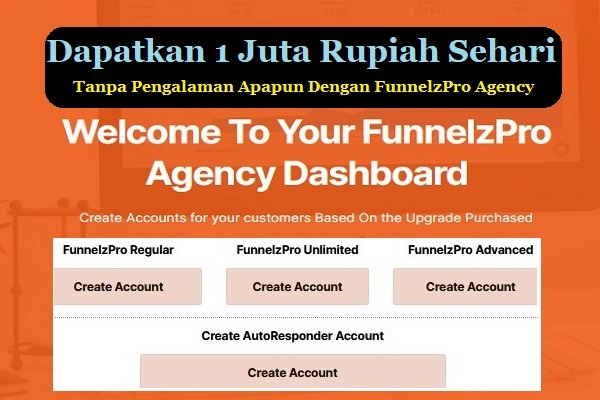 Dapatkan 1 Juta Rupiah Sehari
Tanpa Pengalaman Apapun Dengan FunnelzPro Agency
Welcome To Your FunnelzPro
Agency Dashboard
Create Accounts for your customers Based On the Upgrade Purchased
FunnelzPro Regular
FunnelzPro Unlimited
FunnelzPro Advanced
Create Account
Create Account
Create Account
Create AutoResponder Account
Create Account